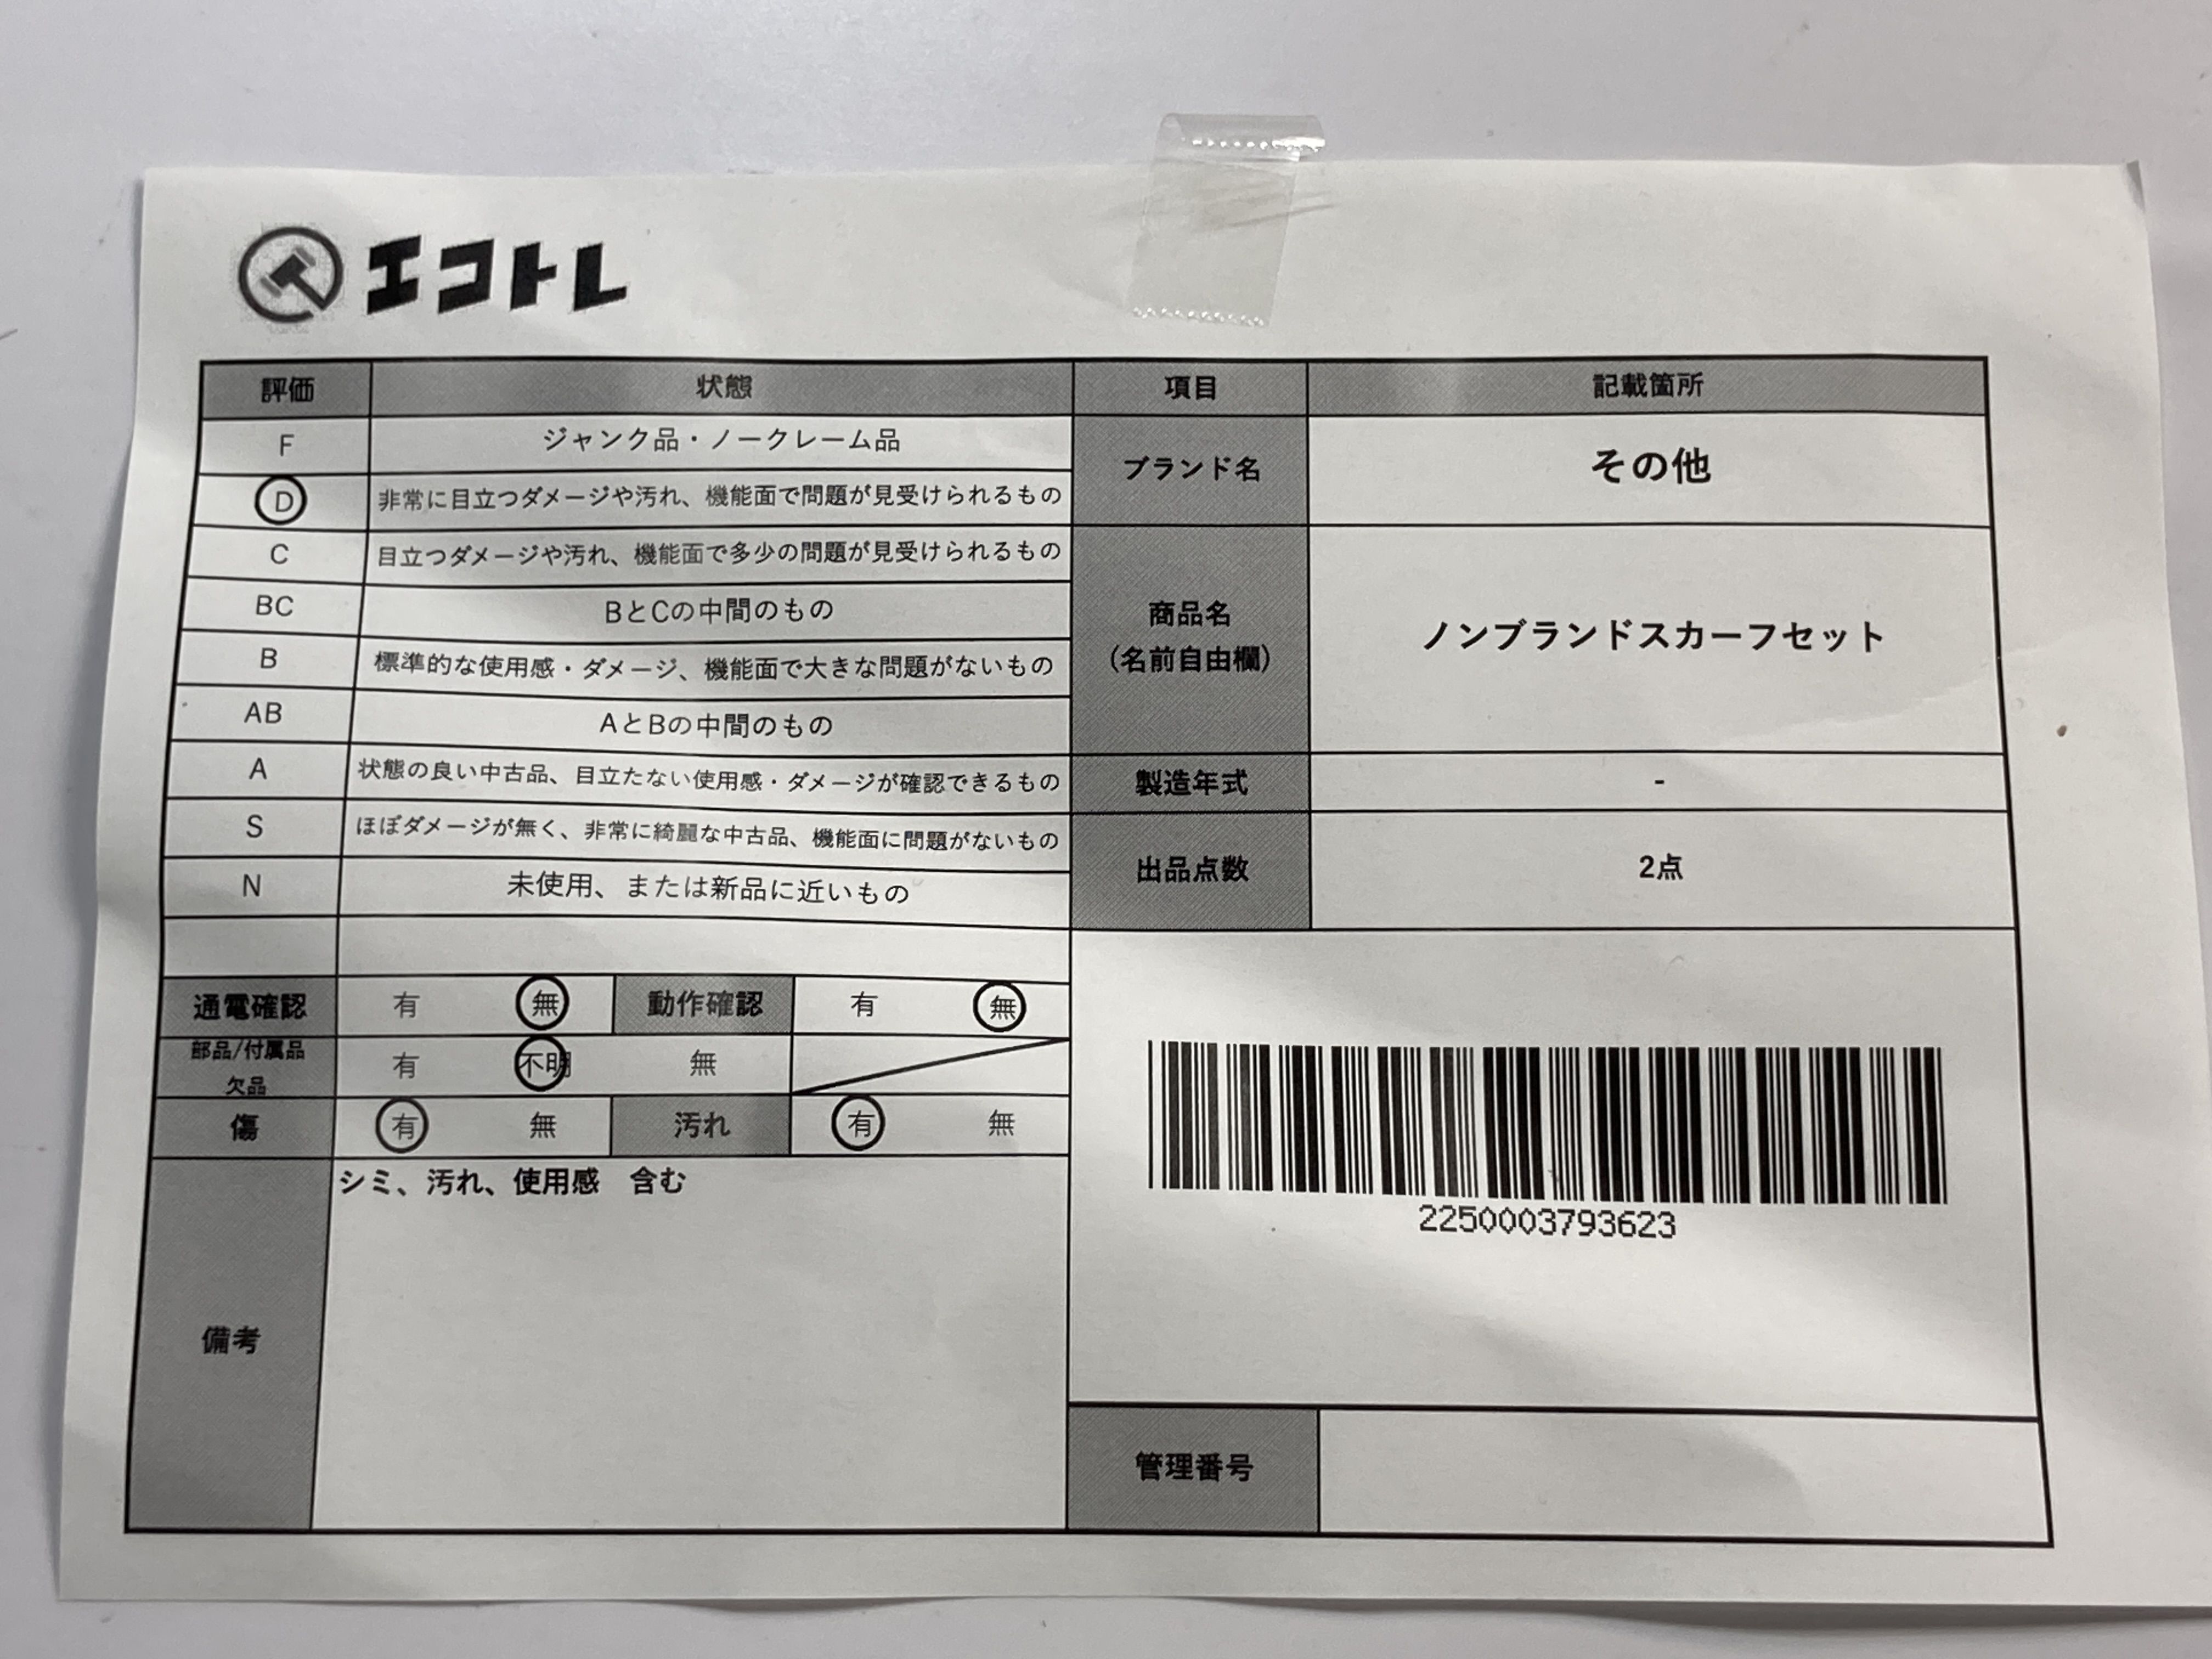 エコトレ
評価 状態 項目 記載箇所
F ジャンク品・ノークレーム品
D 非常に目立つダメージや汚れ、機能面で問題が見受けられるもの
C 目立つダメージや汚れ、機能面で多少の問題が見受けられるもの
BC BとCの中間のもの
B 標準的な使用感・ダメージ、機能面で大きな問題がないもの
AB AとBの中間のもの
A 状態の良い中古品、目立たない使用感・ダメージが確認できるもの
S ほぼダメージが無く、非常に綺麗な中古品、機能面に問題がないもの
N 未使用、または新品に近いもの
通電確認 有 無 動作確認 有 無
部品/付属品
欠品
有 不明 無
傷 有 無 汚れ 有 無
備考
シミ、汚れ、使用感　含む
ブランド名 その他
商品名
(名前自由欄)
ノンブランドスカーフセット
製造年式 -
出品点数 2点
2250003793623
管理番号